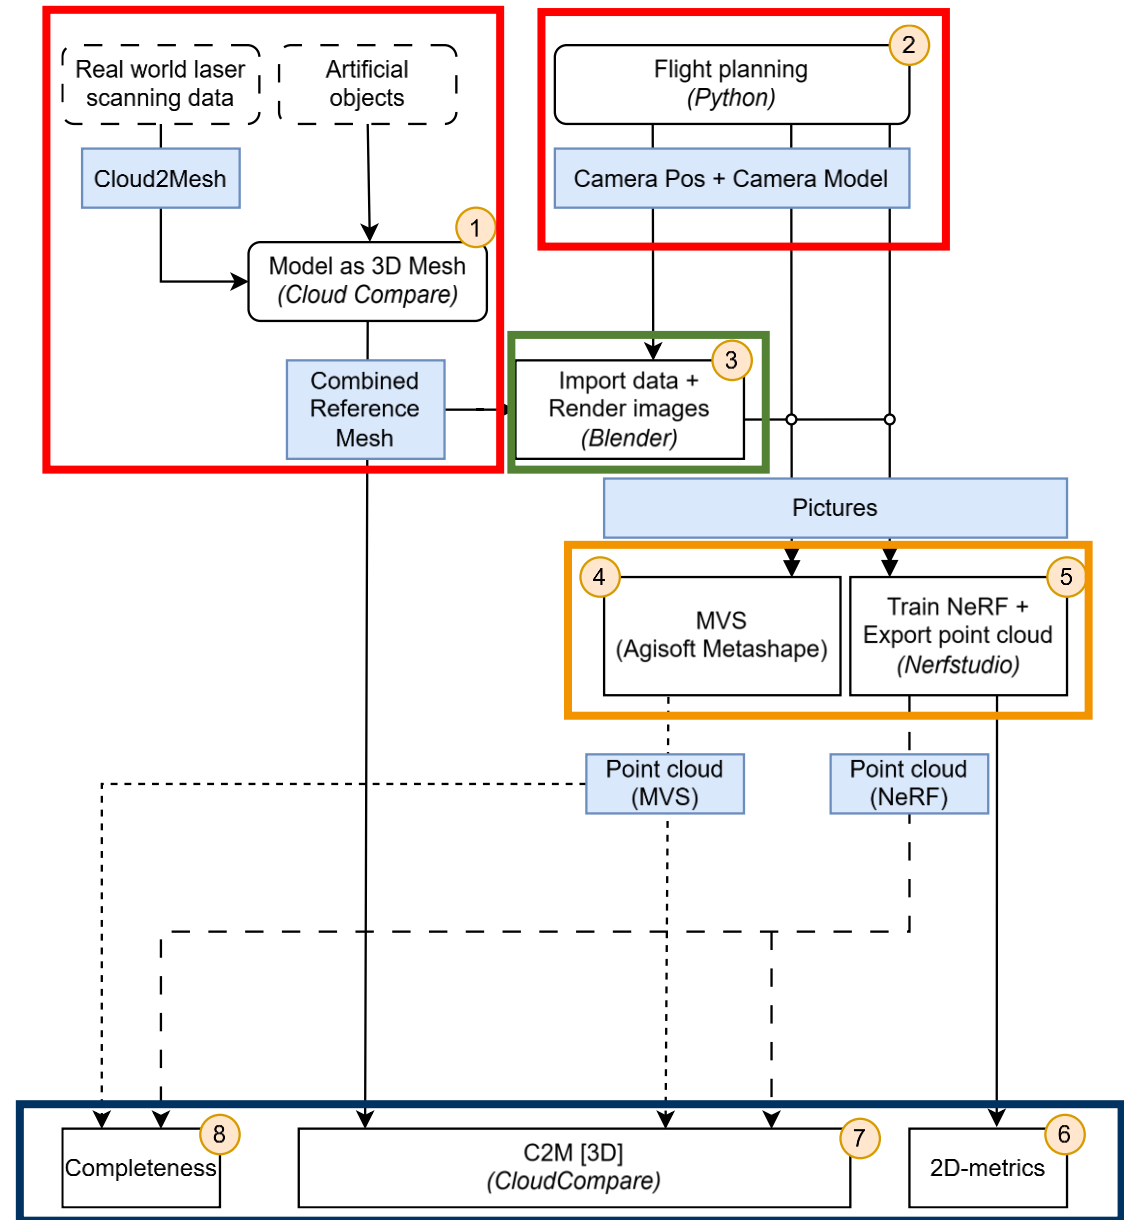 Real world laser
scanning data
Artificial
objects
2
Flight planning
(Python)
Cloud2Mesh
Camera Pos + Camera Model
1
Model as 3D Mesh
(Cloud Compare)
3
Combined
Reference
Mesh
Import data +
Render images
(Blender)
Pictures
4
5
MVS
(Agisoft Metashape)
Train NeRF +
Export point cloud
(Nerfstudio)
Point cloud
(MVS)
Point cloud
(NeRF)
8
7
6
Completeness
C2M [3D]
(CloudCompare)
2D-metrics